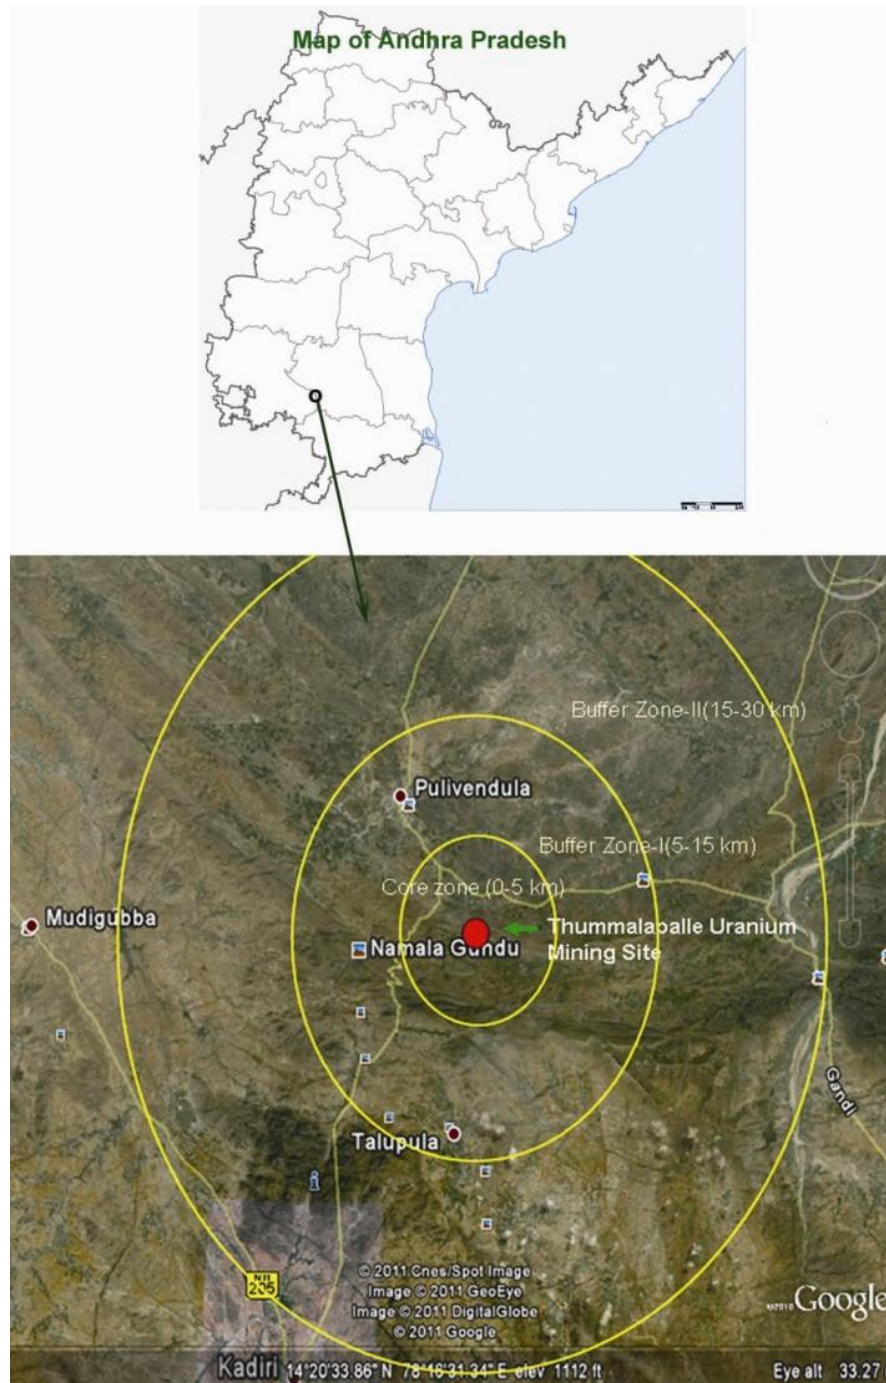 Map of Andhra Pradesh
O
Buffer Zone-II(15-30 km)
Pulivendula
Buffer Zone-I(5-15 km)
Core zone (0-5 km)
Mudigubba
Thummalapalle Uranium
Mining Site
Namala Gundu
Gandi
Talupula
i
NH
205
© 2011 Cnes/Spot Image
Image © 2011 GeoEye
Image © 2011 DigitalGlobe
© 2011 Google
©2010 Google
Kadiri 14°20'33.86" N 78°16'31.34" E elev 1112 ft Eye alt 33.27